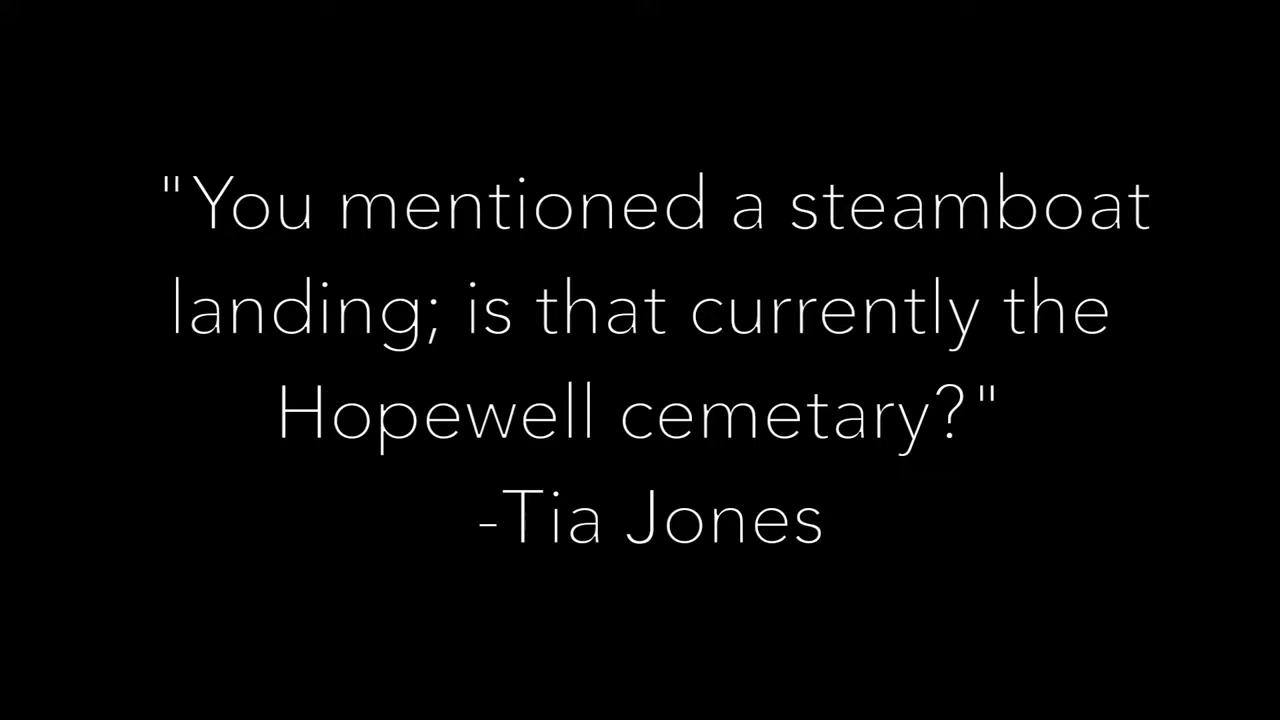 "You mentioned a steamboat
landing; is that currently the
Hopewell cemetary?"
-Tia Jones